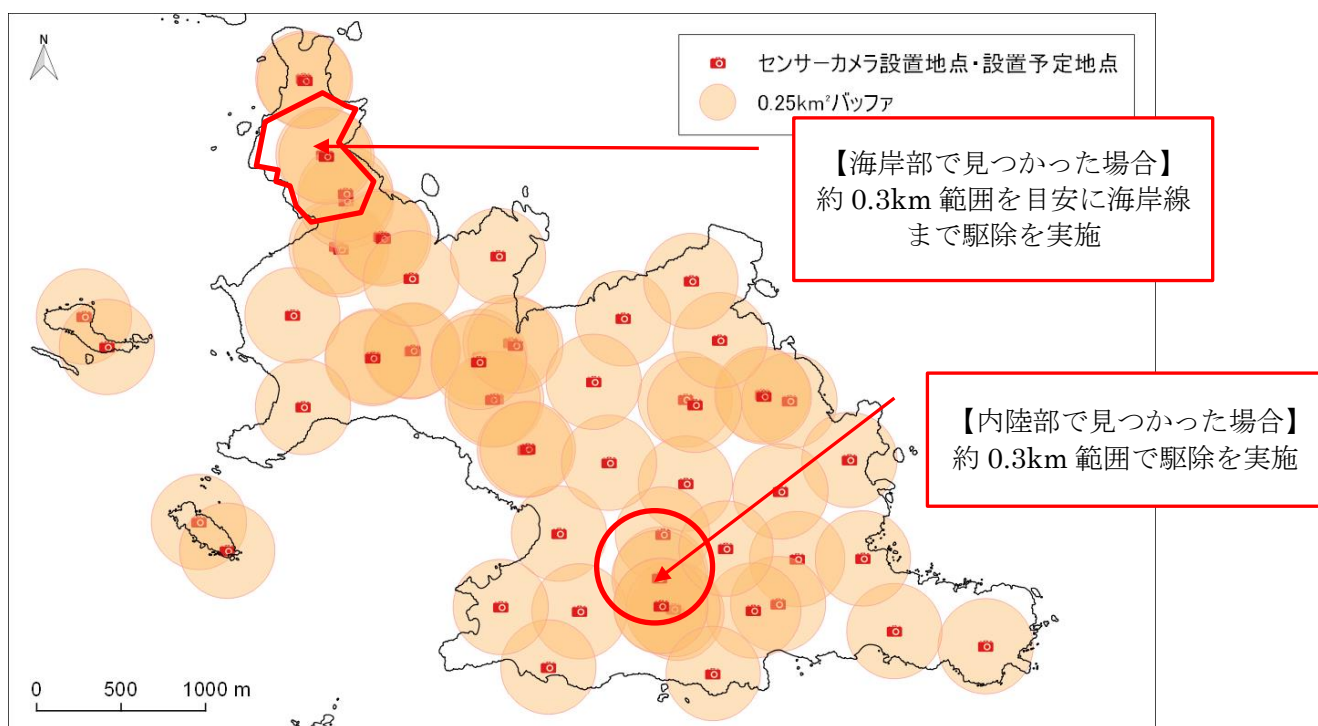 N
センサーカメラ設置地点・設置予定地点
0.25km²バッファ
【海岸部で見つかった場合】
約 0.3km 範囲を目安に海岸線
まで駆除を実施
【内陸部で見つかった場合】
約 0.3km 範囲で駆除を実施
0 500 1000 m